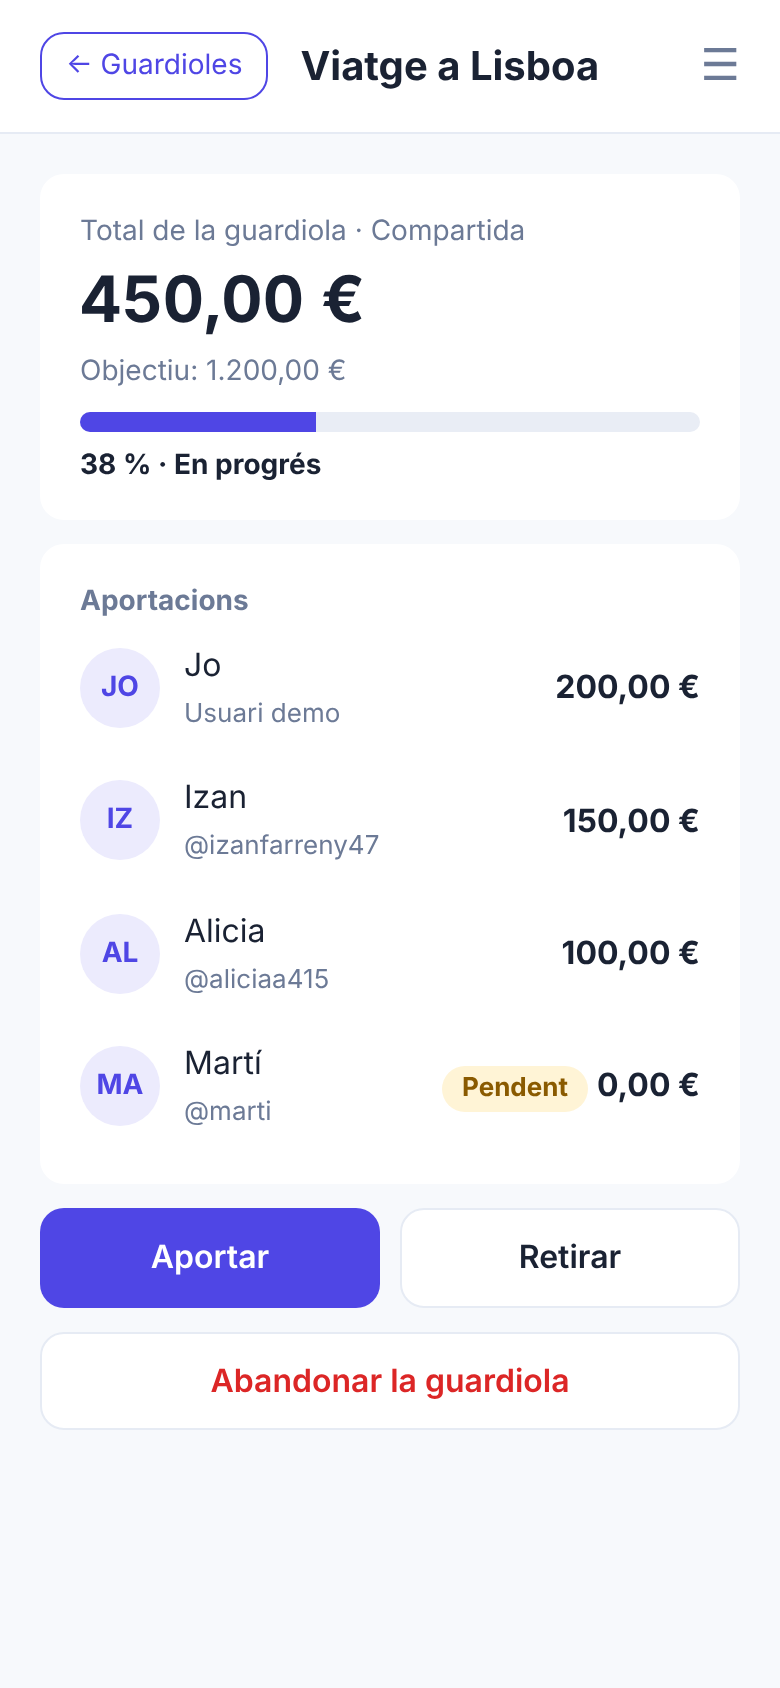 ← Guardioles
Viatge a Lisboa
☰
Total de la guardiola · Compartida
450,00 €
Objectiu: 1.200,00 €
38 % · En progrés
Aportacions
JO
Jo
Usuari demo
200,00 €
IZ
Izan
@izanfarreny47
150,00 €
AL
Alicia
@aliciaa415
100,00 €
MA
Martí
@marti
Pendent 0,00 €
Aportar
Retirar
Abandonar la guardiola